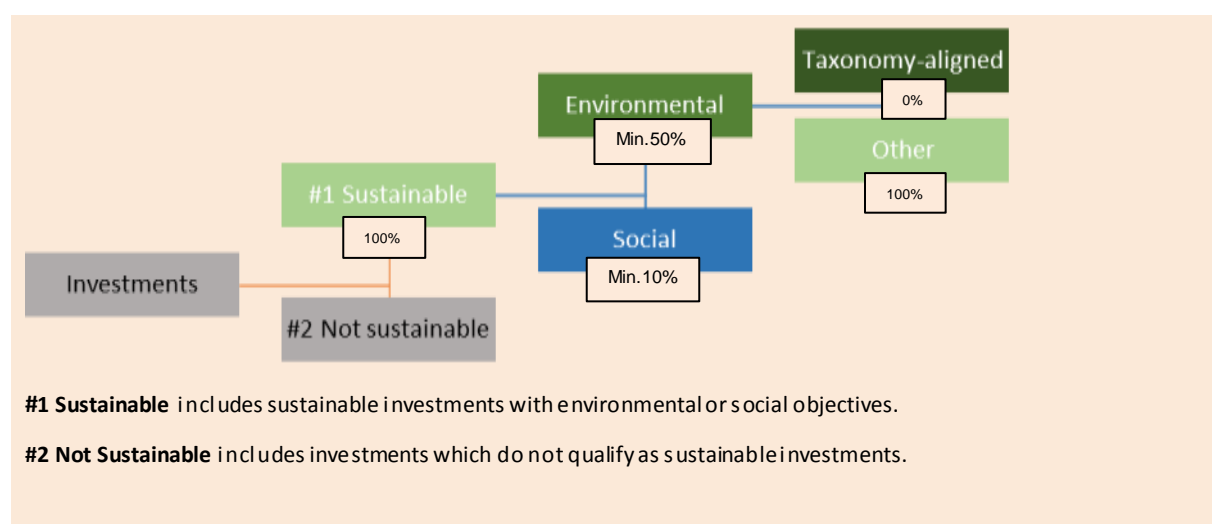 Taxonomy-aligned
0%
Environmental
Min.50%
Other
100%
#1 Sustainable
100%
Social
Min.10%
Investments
#2 Not sustainable
#1 Sustainable includes sustainable investments with environmental or social objectives.
#2 Not Sustainable includes investments which do not qualify as sustainable investments.